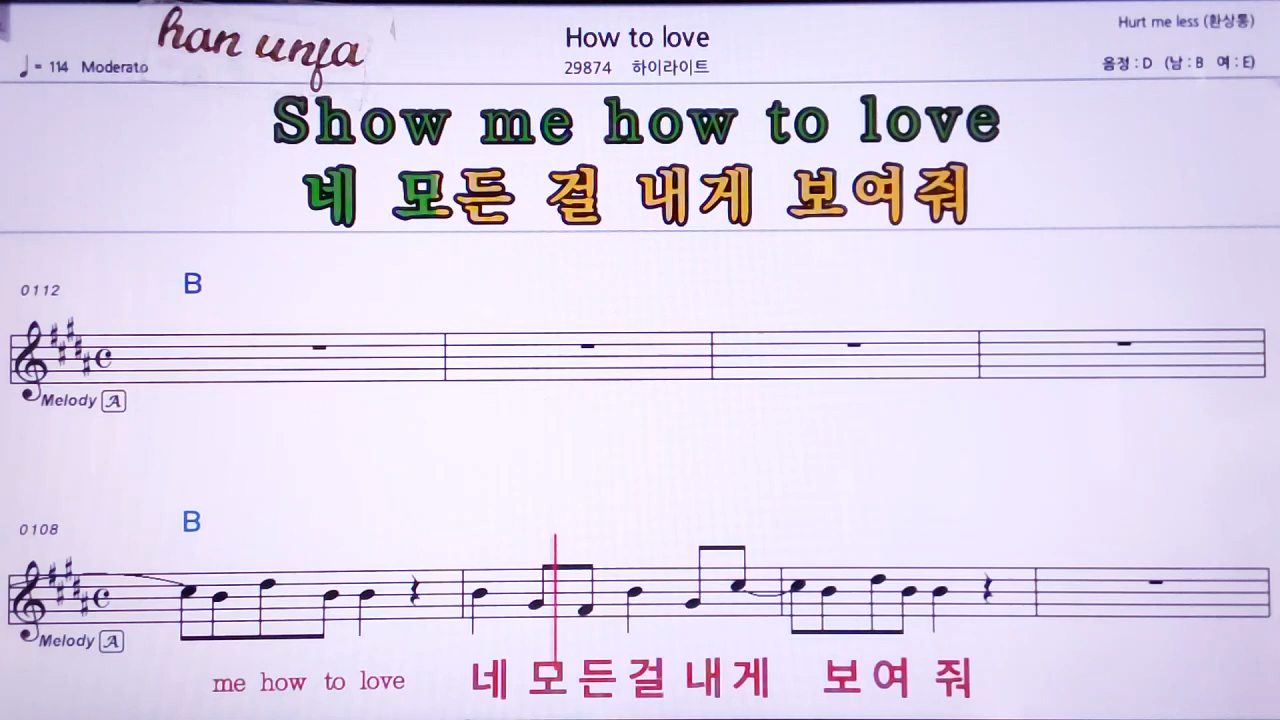 han unfa
How to love
Hurt me less (환상통)
♩= 114 Moderato
29874 하이라이트
음정 : D (남 : B 여 : E)
Show me how to love
네 모든 걸 내게 보여줘
0112
B
Melody A
0108
B
Melody A
me how to love 네 모 든 걸 내 게 보 여 줘